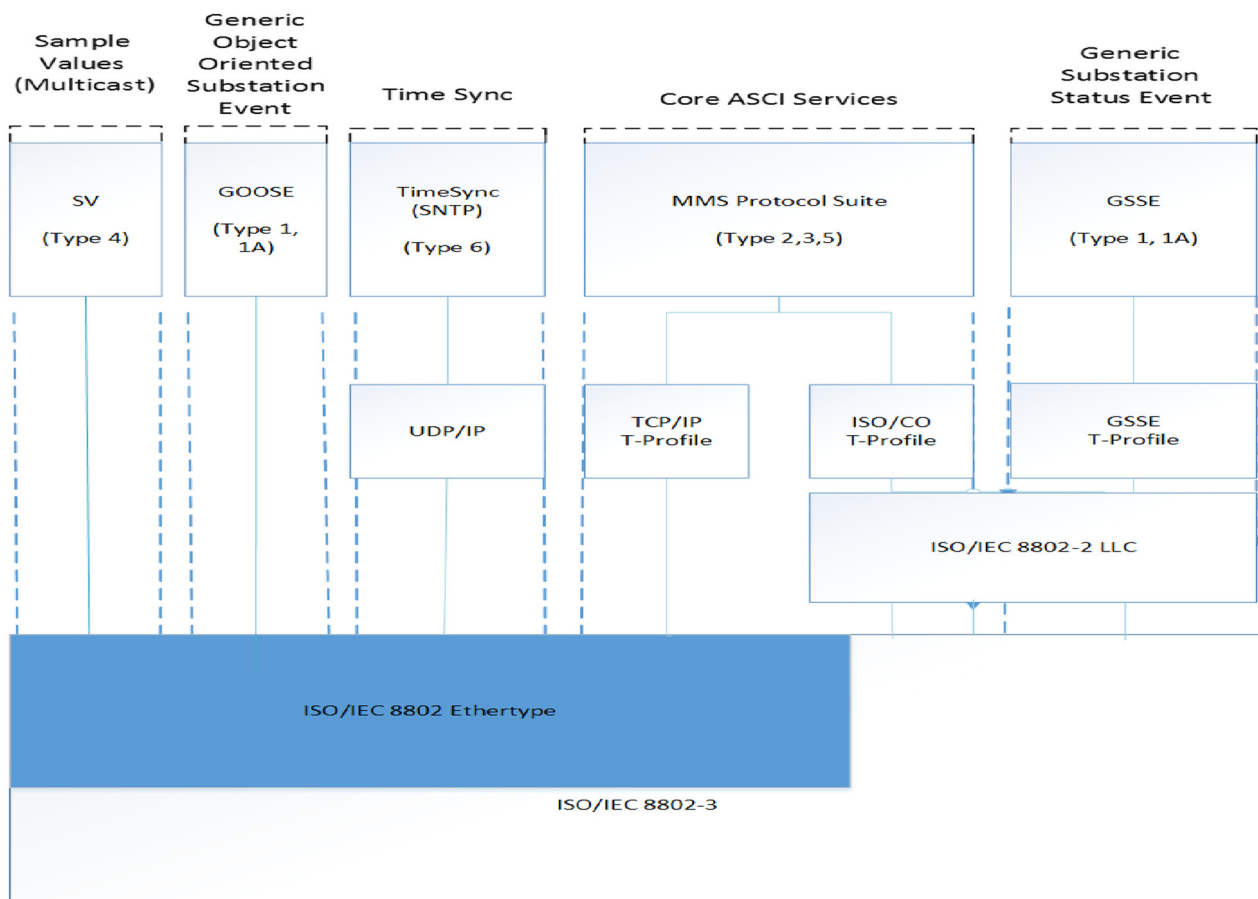 Sample
Values
(Multicast)
Generic
Object
Oriented
Substation
Event
Time Sync
Core ASCI Services
Generic
Substation
Status Event
SV
(Type 4)
GOOSE
(Type 1,
1A)
TimeSync
(SNTP)
(Type 6)
MMS Protocol Suite
(Type 2,3,5)
GSSE
(Type 1, 1A)
UDP/IP
TCP/IP
T-Profile
ISO/CO
T-Profile
GSSE
T-Profile
ISO/IEC 8802-2 LLC
ISO/IEC 8802 Ethertype
ISO/IEC 8802-3